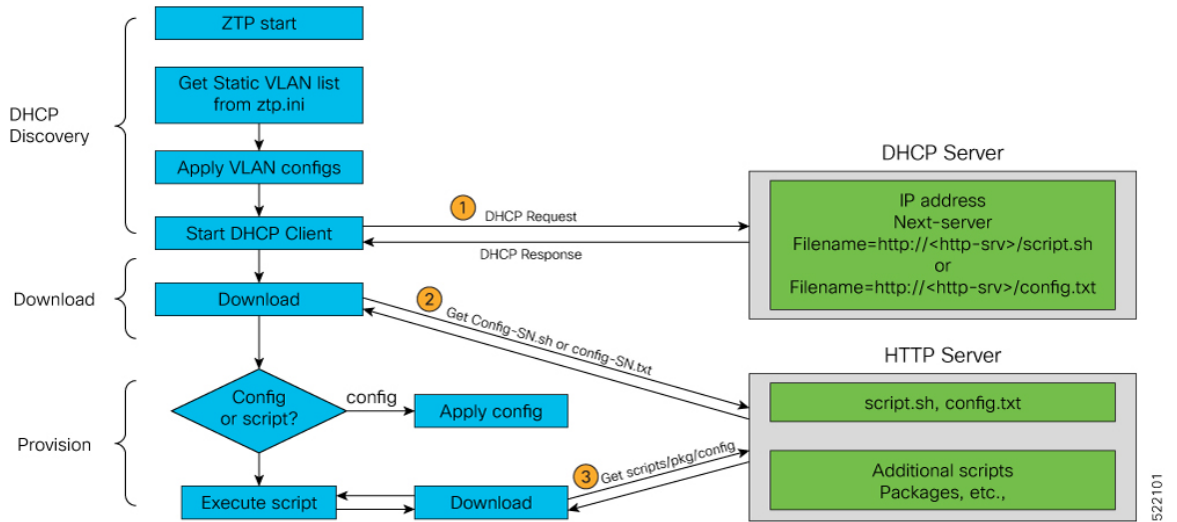 ZTP start
Get Static VLAN list
from ztp.ini
DHCP
Discovery
Apply VLAN configs
DHCP Server
IP address
Next-server
Filename=http://<http-srv>/script.sh
or
Filename=http://<http-srv>/config.txt
1
DHCP Request
Start DHCP Client
DHCP Response
Download
Download
2
Get Config-SN.sh or config-SN.txt
HTTP Server
script.sh, config.txt
Config
or script?
config
Apply config
Provision
3
Get scripts/pkg/config
Additional scripts
Packages, etc.,
Execute script
Download
522101